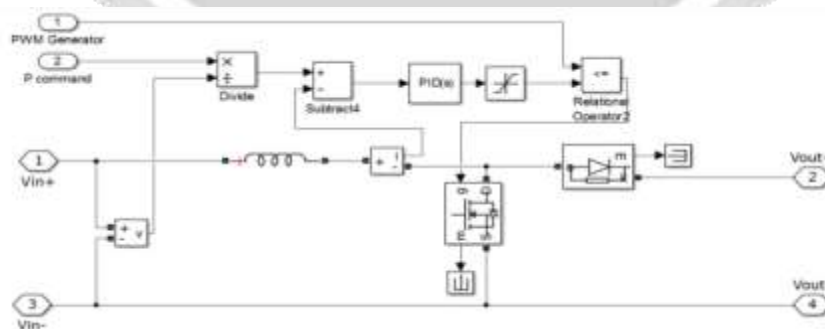 1
PWM Generator
2
P command
×
÷
Divide
+
-
Subtract4
PID(s)
<=
Relational
Operator2
1
Vin+
+
-
i
m
Vout+
2
+
-
v
g
D
m
S
3
Vin-
Vout
4